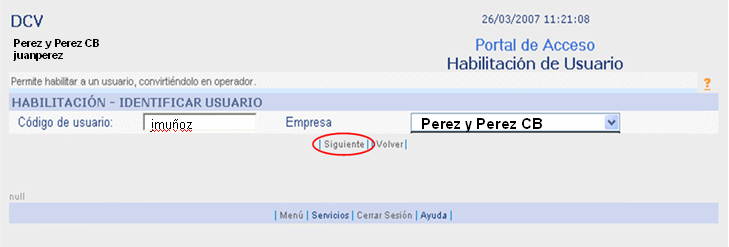 DCV 26/03/2007 11:21:08
Perez y Perez CB
juanperez
Portal de Acceso
Habilitación de Usuario
Permite habilitar a un usuario, convirtiéndolo en operador. ?
HABILITACIÓN - IDENTIFICAR USUARIO
Código de usuario: jmuñoz Empresa Perez y Perez CB
| Siguiente | | Volver |
null
| Menú | Servicios | Cerrar Sesión | Ayuda |